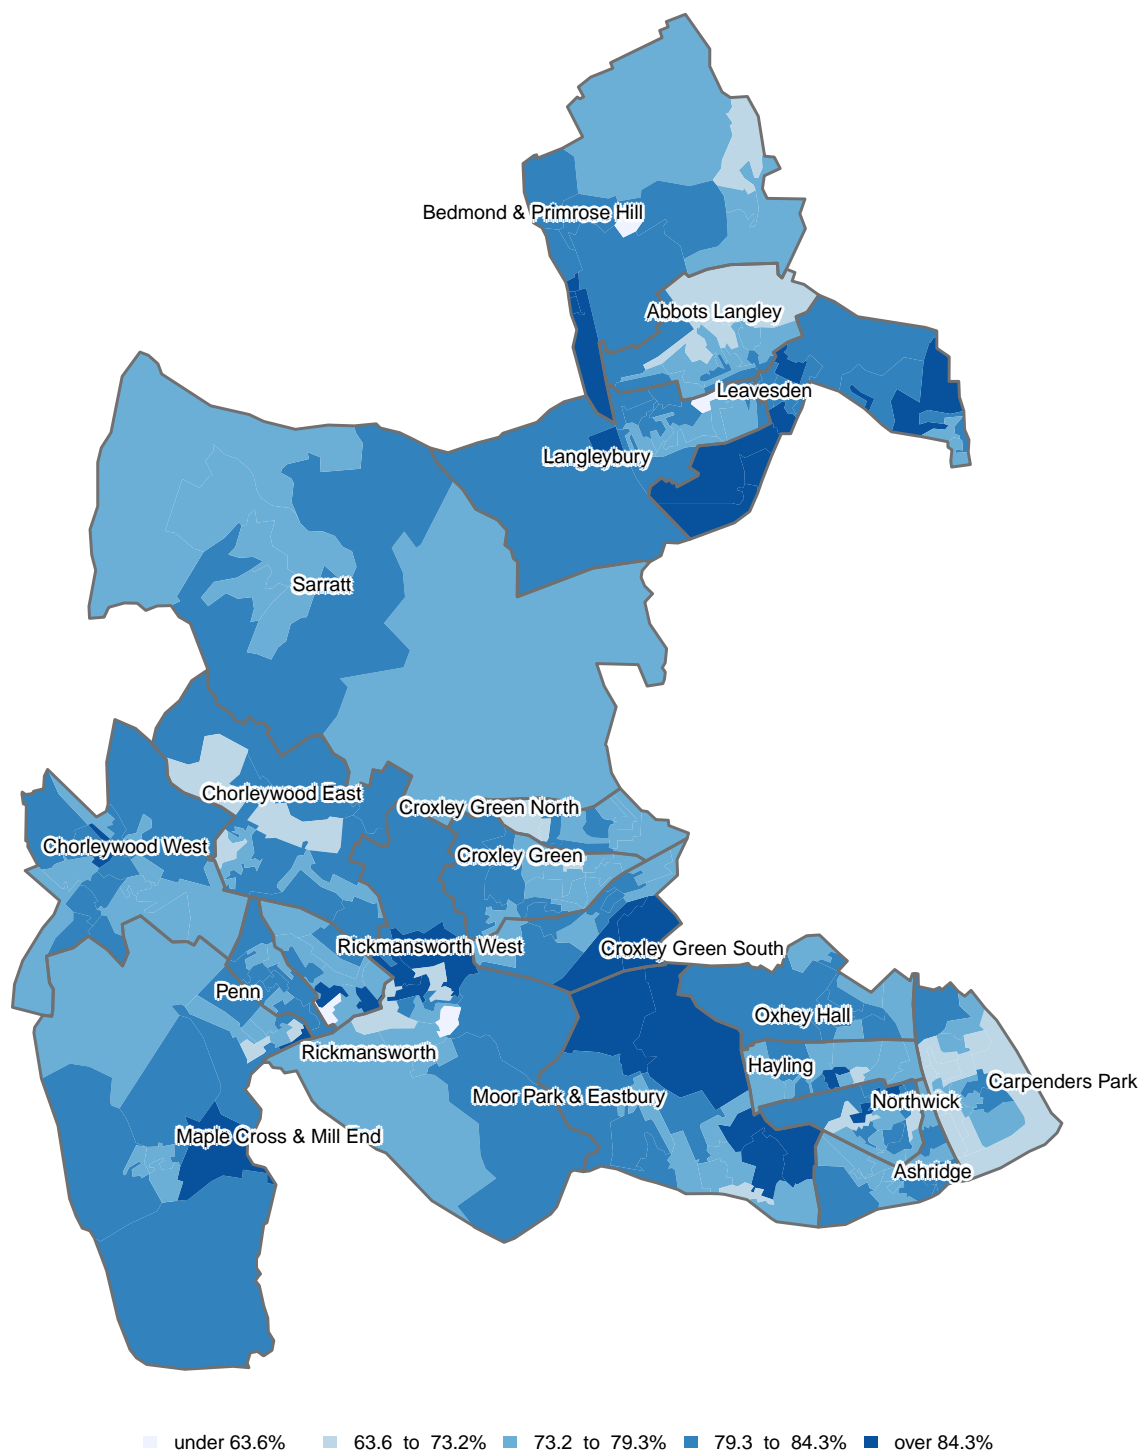 Bedmond & Primrose Hill
Abbots Langley
Leavesden
Langleybury
Sarratt
Chorleywood East
Croxley Green North
Chorleywood West
Croxley Green
Rickmansworth West
Croxley Green South
Penn
Oxhey Hall
Rickmansworth
Hayling
Carpenders Park
Moor Park & Eastbury
Northwick
Maple Cross & Mill End
Ashridge
under 63.6% 63.6 to 73.2% 73.2 to 79.3% 79.3 to 84.3% over 84.3%